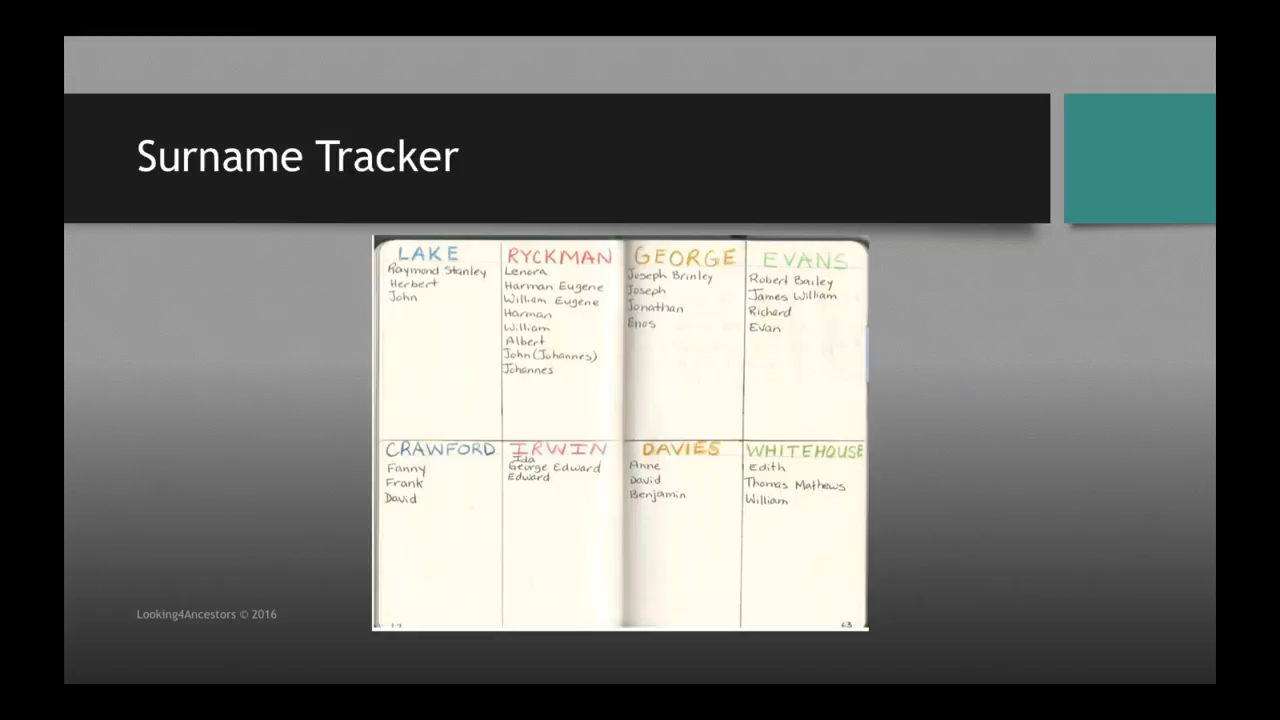 Surname Tracker
LAKE
Raymond Stanley
Herbert
John
RYCKMAN
Lenora
Harman Eugene
William Eugene
Harman
William
Albert
John (Johannes)
Johannes
GEORGE
Joseph Brinley
Joseph
Jonathan
Enos
EVANS
Robert Bailey
James William
Richard
Evan
CRAWFORD
Fanny
Frank
David
IRWIN
Ida
George Edward
Edward
DAVIES
Anne
David
Benjamin
WHITEHOUSE
Edith
Thomas Mathews
William
63
Looking4Ancestors © 2016